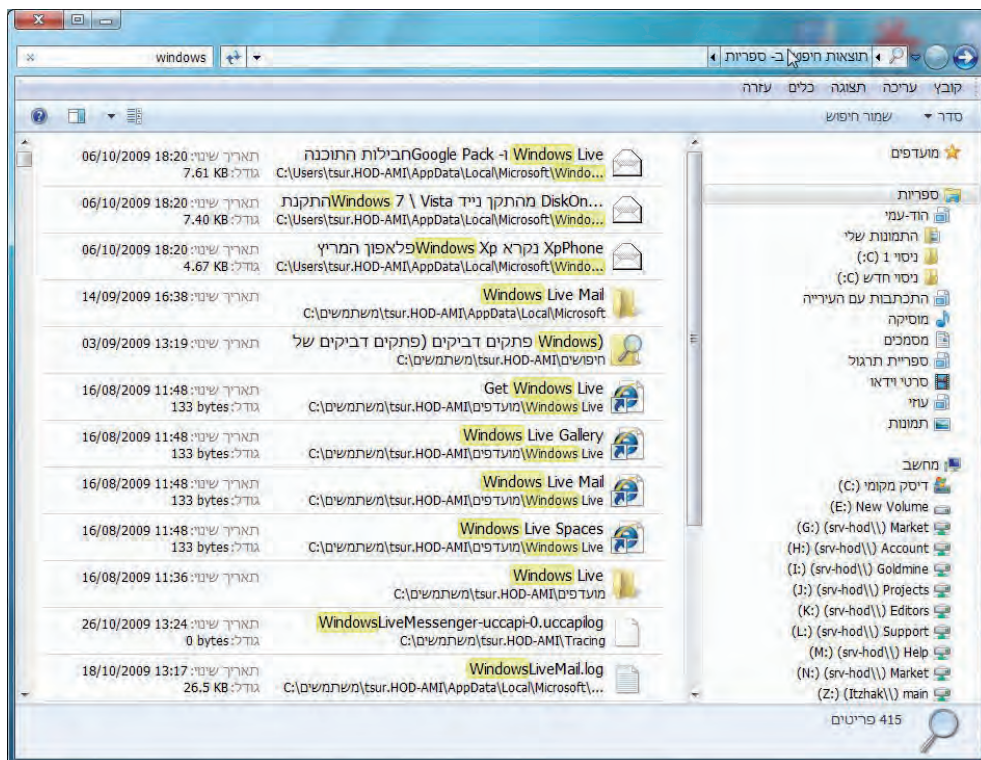 תוצאות חיפוש ב- ספריות
windows
קובץ עריכה תצוגה כלים עזרה
סדר שמור חיפוש
מועדפים
ספריות
הוד-עמי
התמונות שלי
ניסוי 1 (C:)
ניסוי חדש (C:)
התכתבות עם העירייה
מוסיקה
מסמכים
ספריית תרגול
סרטי וידאו
עוזי
תמונות
מחשב
דיסק מקומי (C:)
(E:) New Volume
(G:) (srv-hod\\) Market
(H:) (srv-hod\\) Account
(I:) (srv-hod\\) Goldmine
(J:) (srv-hod\\) Projects
(K:) (srv-hod\\) Editors
(L:) (srv-hod\\) Support
(M:) (srv-hod\\) Help
(N:) (srv-hod\\) Market
(Z:) (Itzhak\\) main
Windows Live ו- Google Packחבילות התוכנה
תאריך שינוי: 06/10/2009 18:20
C:\Users\tsur.HOD-AMI\AppData\Local\Microsoft\Windo...
גודל: 7.61 KB
DiskOn... מהתקן נייד Windows 7 \ Vistaהתקנת
תאריך שינוי: 06/10/2009 18:20
C:\Users\tsur.HOD-AMI\AppData\Local\Microsoft\Windo...
גודל: 7.40 KB
XpPhone נקרא Windows Xpפלאפון המריץ
תאריך שינוי: 06/10/2009 18:20
C:\Users\tsur.HOD-AMI\AppData\Local\Microsoft\Windo...
גודל: 4.67 KB
Windows Live Mail
תאריך שינוי: 14/09/2009 16:38
C:\משתמשים\tsur.HOD-AMI\AppData\Local\Microsoft
(Windows פתקים דביקים (פתקים דביקים של
תאריך שינוי: 03/09/2009 13:19
C:\משתמשים\tsur.HOD-AMI\חיפושים
Get Windows Live
תאריך שינוי: 16/08/2009 11:48
C:\משתמשים\tsur.HOD-AMI\מועדפים\Windows Live
גודל: 133 bytes
Windows Live Gallery
תאריך שינוי: 16/08/2009 11:48
C:\משתמשים\tsur.HOD-AMI\מועדפים\Windows Live
גודל: 133 bytes
Windows Live Mail
תאריך שינוי: 16/08/2009 11:48
C:\משתמשים\tsur.HOD-AMI\מועדפים\Windows Live
גודל: 133 bytes
Windows Live Spaces
תאריך שינוי: 16/08/2009 11:48
C:\משתמשים\tsur.HOD-AMI\מועדפים\Windows Live
גודל: 133 bytes
Windows Live
תאריך שינוי: 16/08/2009 11:36
C:\משתמשים\tsur.HOD-AMI\מועדפים
WindowsLiveMessenger-uccapi-0.uccapilog
תאריך שינוי: 26/10/2009 13:24
C:\משתמשים\tsur.HOD-AMI\Tracing
גודל: 0 bytes
WindowsLiveMail.log
תאריך שינוי: 18/10/2009 13:17
C:\משתמשים\tsur.HOD-AMI\AppData\Local\Microsoft\...
גודל: 26.5 KB
415 פריטים